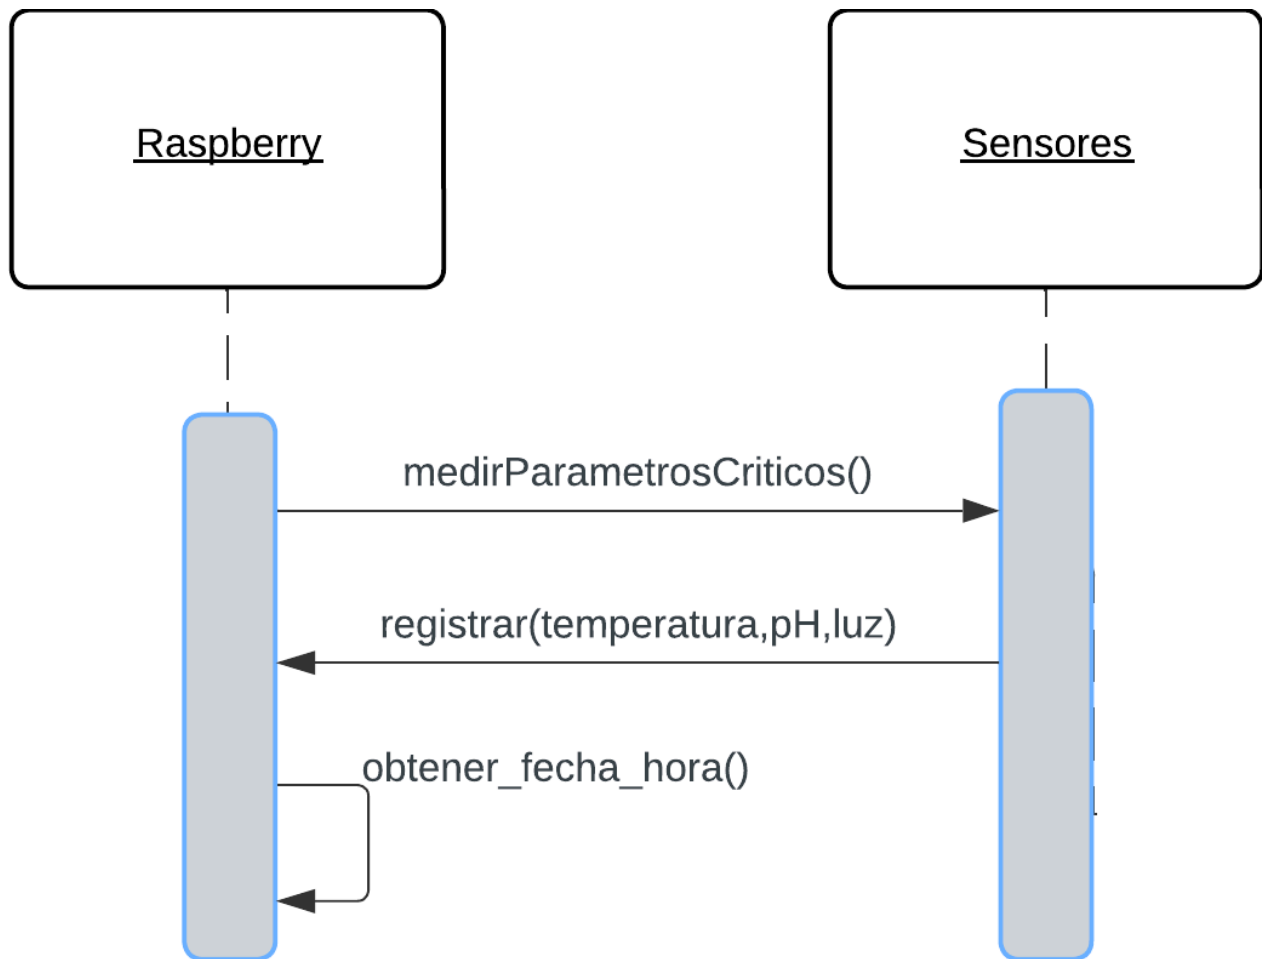 Raspberry
Sensores
medirParametrosCriticos()
registrar(temperatura,pH,luz)
obtener_fecha_hora()